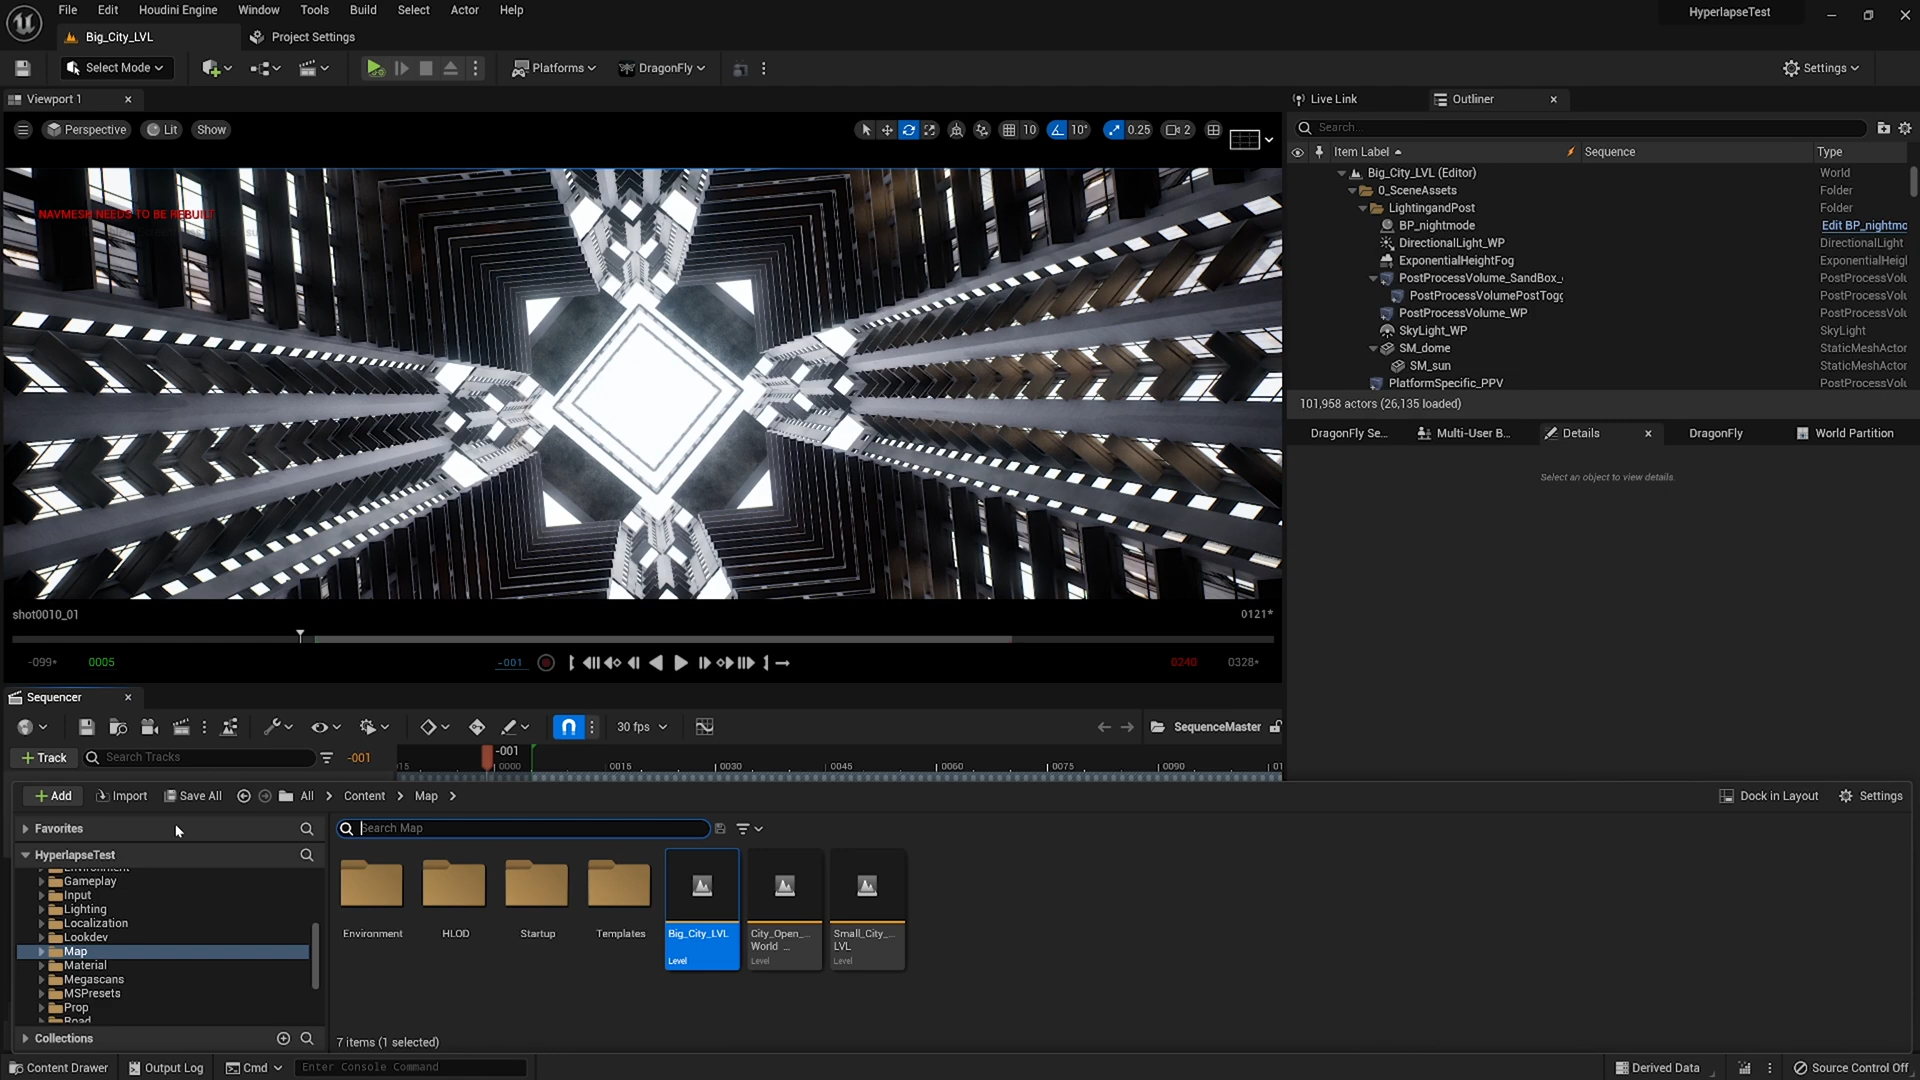 File Edit Houdini Engine Window Tools Build Select Actor Help
HyperlapseTest
Big_City_LVL
Project Settings
Select Mode
Platforms
DragonFly
Settings
Viewport 1
Live Link
Outliner
Perspective
Lit
Show
10
10°
0.25
2
Search...
Item Label
Sequence
Type
Big_City_LVL (Editor) World
0_SceneAssets Folder
LightingandPost Folder
BP_nightmode Edit BP_nightmo
DirectionalLight_WP DirectionalLight
ExponentialHeightFog ExponentialHeigl
PostProcessVolume_SandBox_ PostProcessVolu
PostProcessVolumePostTogg PostProcessVolu
PostProcessVolume_WP PostProcessVolu
SkyLight_WP SkyLight
SM_dome StaticMeshActor
SM_sun StaticMeshActor
PlatformSpecific_PPV PostProcessVolu
101,958 actors (26,135 loaded)
NAVMESH NEEDS TO BE REBUILT
DragonFly Se...
Multi-User B...
Details
DragonFly
World Partition
Select an object to view details.
shot0010_01
0121*
-099*
0005
-001
0240
0328*
Sequencer
30 fps
SequenceMaster
Track
Search Tracks
-001
-001
15 0000 0015 0030 0045 0060 0075 0090 01
Add
Import
Save All
All
Content
Map
Dock in Layout
Settings
Favorites
Search Map
HyperlapseTest
Environment
Gameplay
Input
Lighting
Localization
Lookdev
Map
Material
Megascans
MSPresets
Prop
Road
Collections
Environment
HLOD
Startup
Templates
Big_City_LVL
Level
City_Open_...
World ...
Level
Small_City_...
LVL
Level
7 items (1 selected)
Content Drawer
Output Log
Cmd
Enter Console Command
Derived Data
Source Control Off